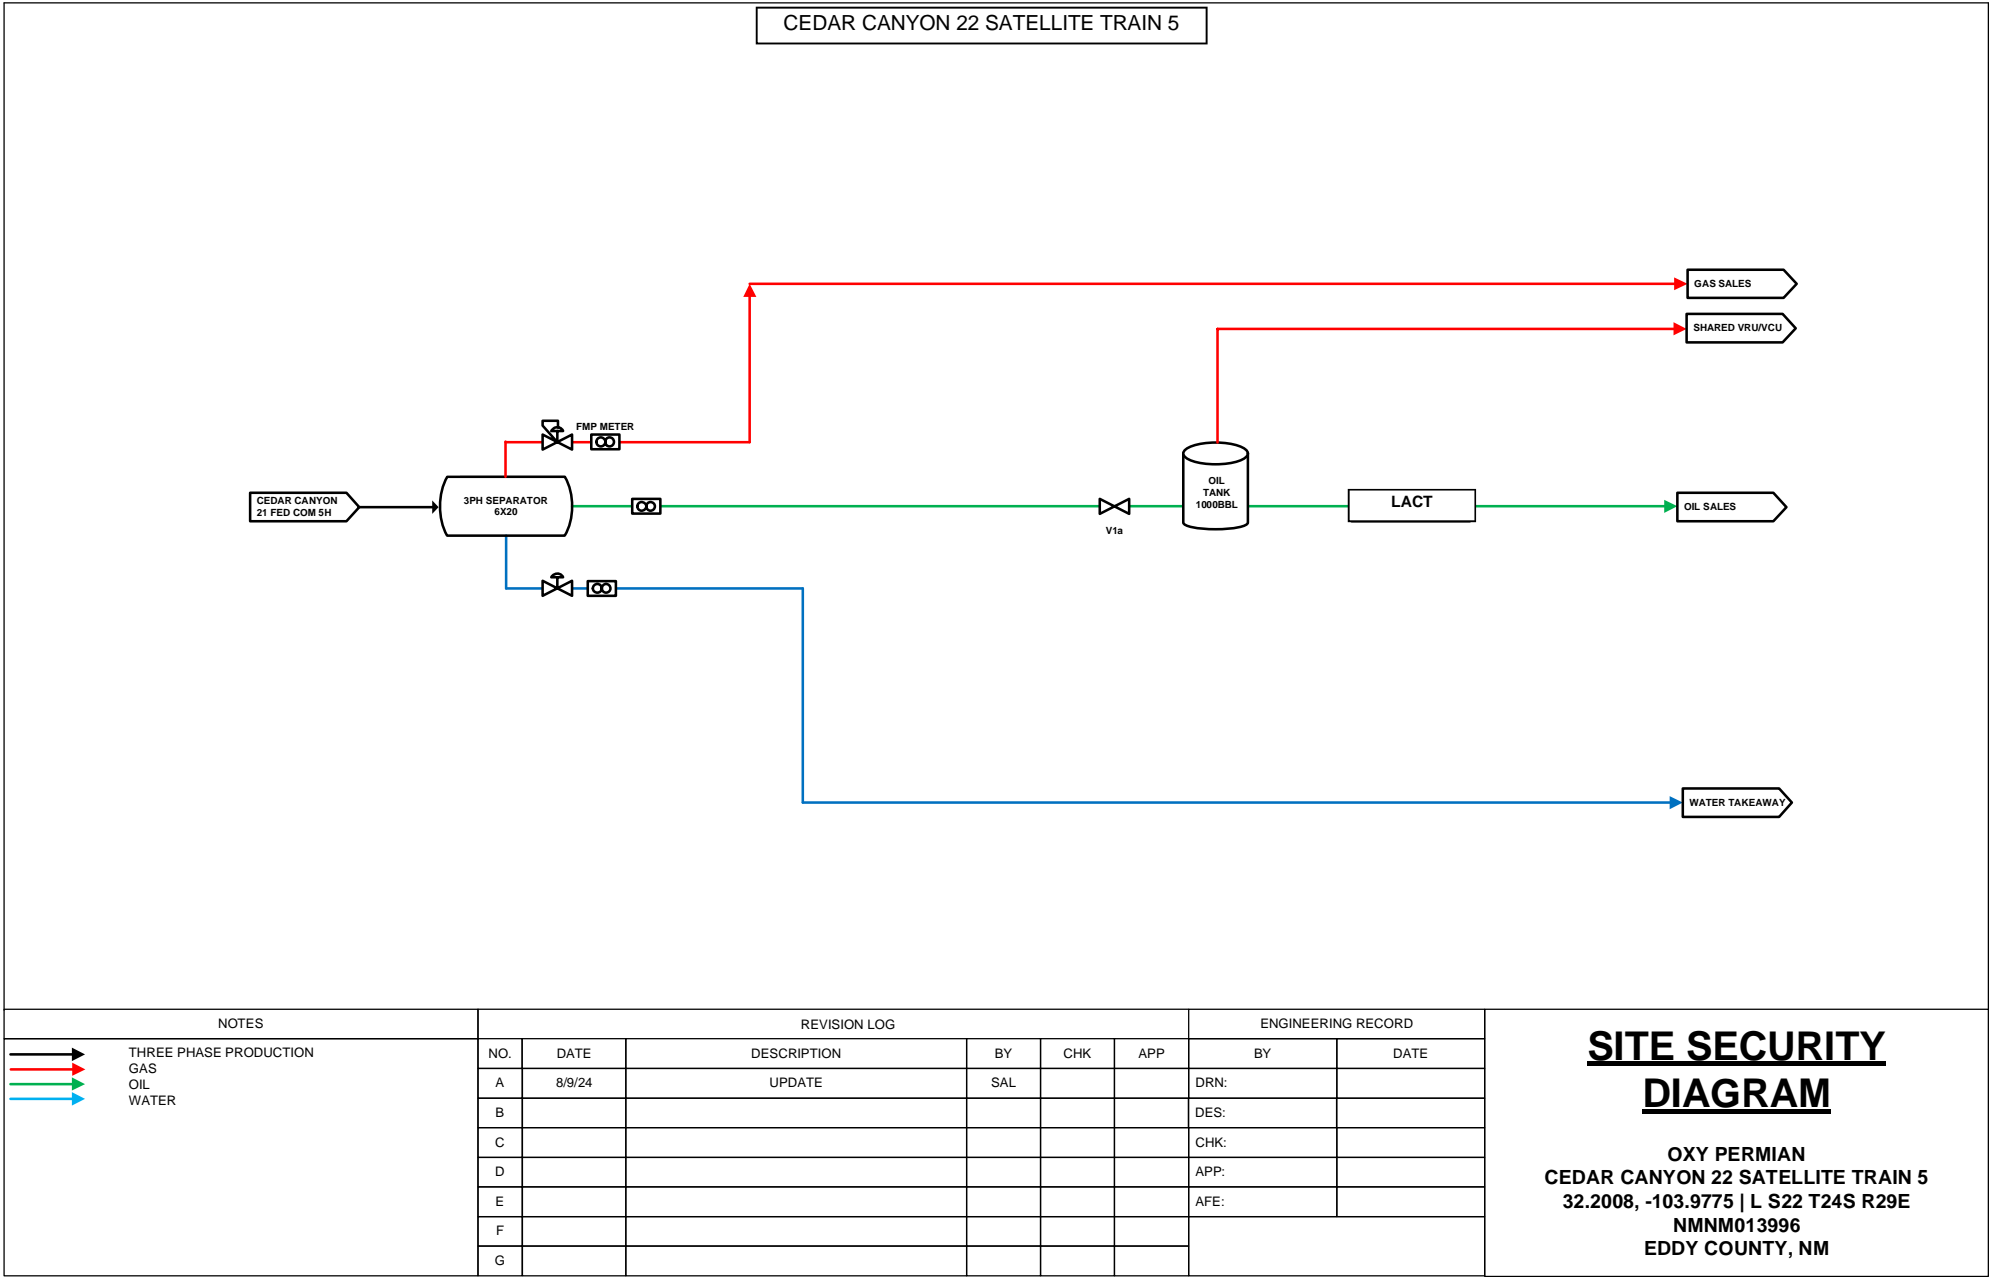 CEDAR CANYON 22 SATELLITE TRAIN 5
GAS SALES
SHARED VRU/VCU
FMP METER
CEDAR CANYON
21 FED COM 5H
3PH SEPARATOR
6X20
OIL
TANK
1000BBL
LACT
OIL SALES
V1a
WATER TAKEAWAY
NOTES
THREE PHASE PRODUCTION
GAS
OIL
WATER
REVISION LOG
NO. DATE DESCRIPTION BY CHK APP
A 8/9/24 UPDATE SAL
B
C
D
E
F
G
ENGINEERING RECORD
BY DATE
DRN:
DES:
CHK:
APP:
AFE:
SITE SECURITY
DIAGRAM
OXY PERMIAN
CEDAR CANYON 22 SATELLITE TRAIN 5
32.2008, -103.9775 | L S22 T24S R29E
NMNM013996
EDDY COUNTY, NM